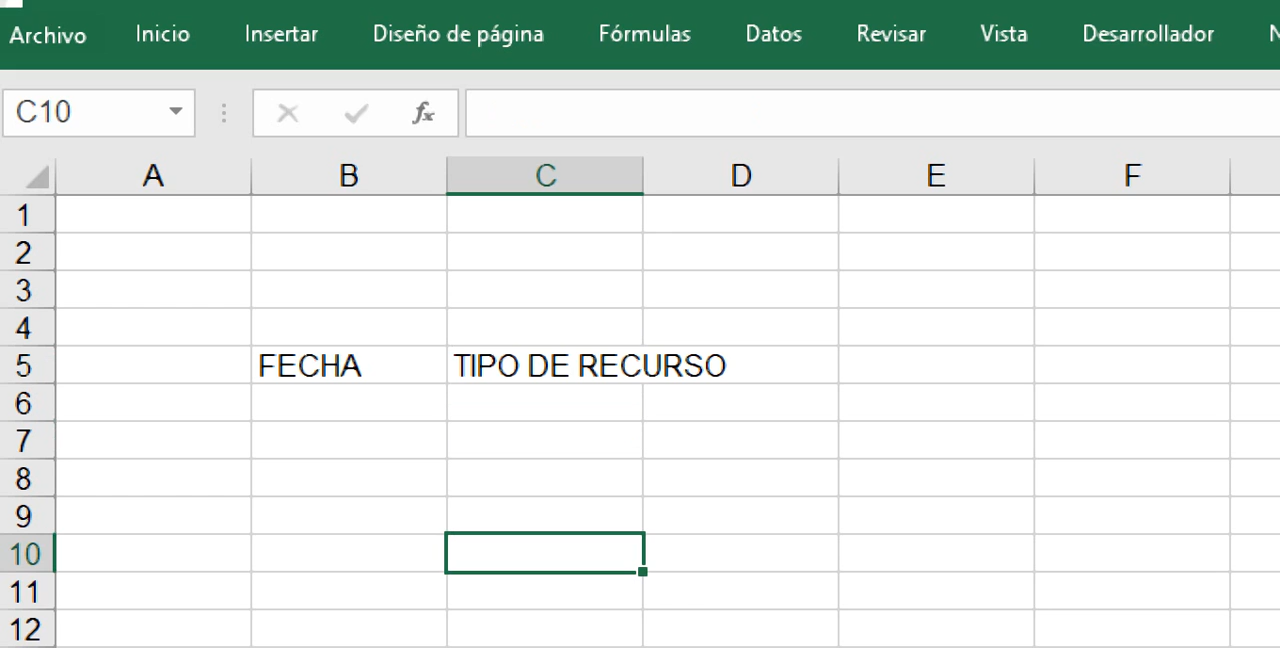 Archivo Inicio Insertar Diseño de página Fórmulas Datos Revisar Vista Desarrollador
C10 fx
A B C D E F
1
2
3
4
5 FECHA TIPO DE RECURSO
6
7
8
9
10
11
12